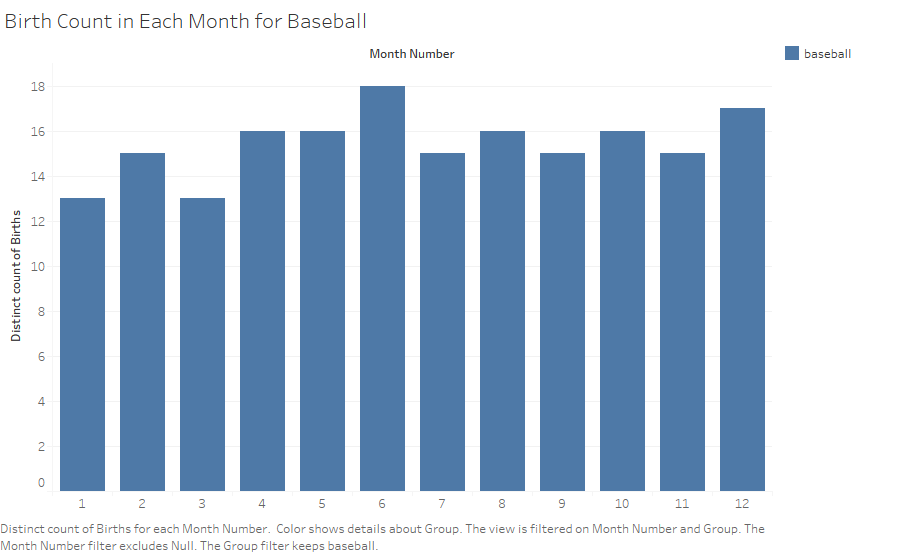 Birth Count in Each Month for Baseball
Month Number
baseball
Distinct count of Births
18
16
14
12
10
8
6
4
2
0
1 2 3 4 5 6 7 8 9 10 11 12
Distinct count of Births for each Month Number.  Color shows details about Group. The view is filtered on Month Number and Group. The
Month Number filter excludes Null. The Group filter keeps baseball.